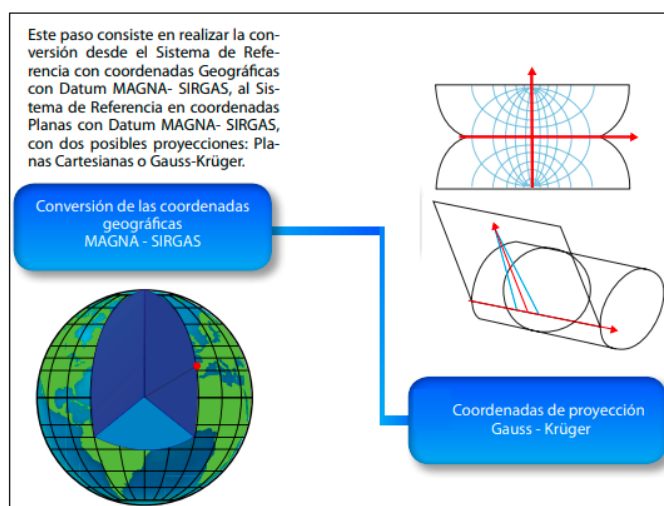 Este paso consiste en realizar la con-
versión desde el Sistema de Refe-
rencia con coordenadas Geográficas
con Datum MAGNA- SIRGAS, al Sis-
tema de Referencia en coordenadas
Planas con Datum MAGNA- SIRGAS,
con dos posibles proyecciones: Pla-
nas Cartesianas o Gauss-Krüger.
Conversión de las coordenadas
geográficas
MAGNA - SIRGAS
Coordenadas de proyección
Gauss - Krüger